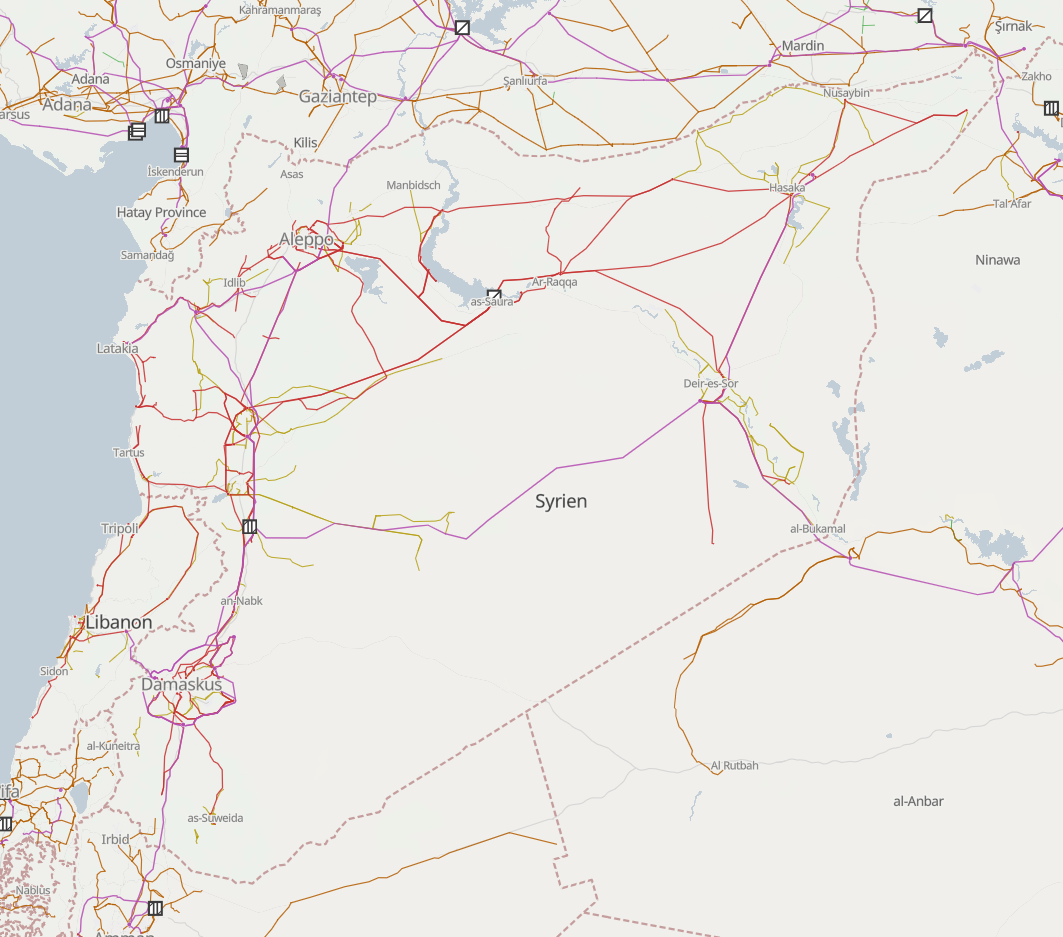 Kahramanmaraş
Şırnak
Mardin
Osmaniye
Adana
Zakho
Şanlıurfa
Nusaybin
Gaziantep
Adana
arsus
Kilis
İskenderun
Asas
Manbidsch
Hasaka
Tal Afar
Hatay Province
Aleppo
Samandağ
Ninawa
Idlib
Ar-Raqqa
as-Saura
Latakia
Deir-es-Sor
Tartus
Syrien
Tripoli
al-Bukamal
an-Nabk
Libanon
Sidon
Damaskus
al-Kuneitra
Al Rutbah
ifa
al-Anbar
as-Suweida
Irbid
Nablus
Amman